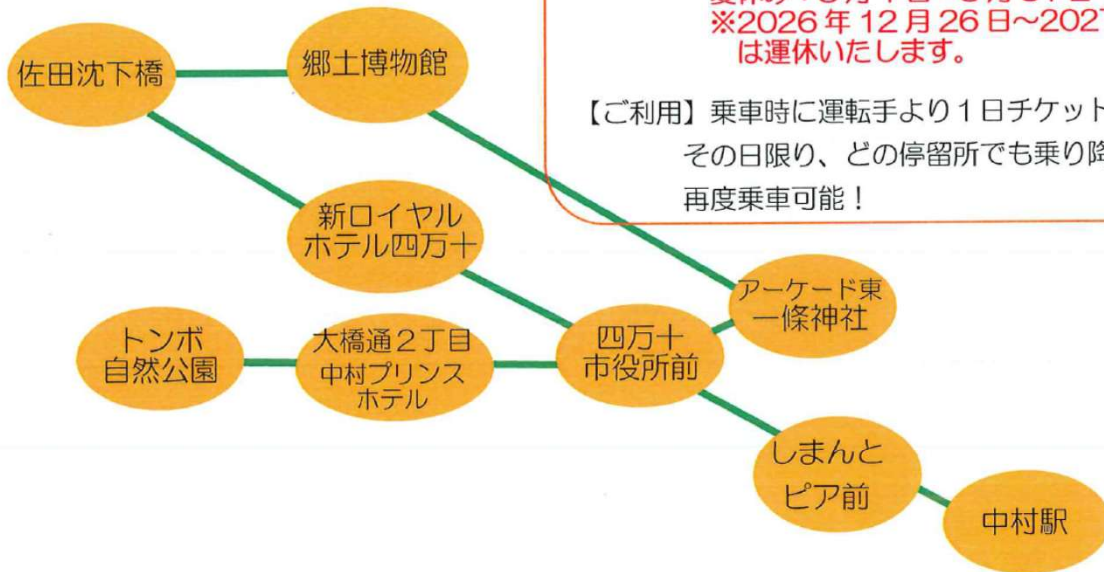 ※2026年12月26日～202
は運休いたします。
【ご利用】乗車時に運転手より1日チケット
その日限り、どの停留所でも乗り降
再度乗車可能！
佐田沈下橋
郷土博物館
新ロイヤル
ホテル四万十
アーケード東
一條神社
トンボ
自然公園
大橋通2丁目
中村プリンス
ホテル
四万十
市役所前
しまんと
ピア前
中村駅